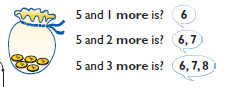 5 and 1 more is? 6
5 and 2 more is? 6,7
5 and 3 more is? 6,7,8